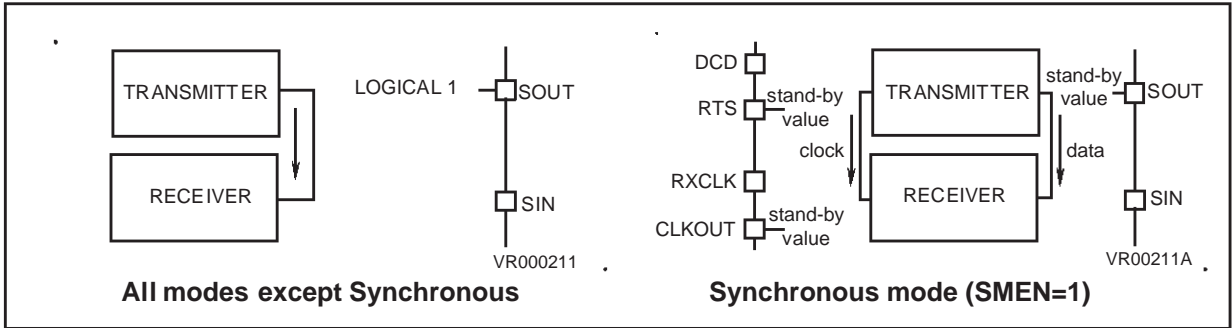 TRANSMITTER
RECEIVER
LOGICAL 1
SOUT
SIN
VR000211
All modes except Synchronous
DCD
RTS
stand-by
value
clock
RXCLK
CLKOUT
stand-by
value
TRANSMITTER
RECEIVER
data
stand-by
value
SOUT
SIN
VR00211A
Synchronous mode (SMEN=1)